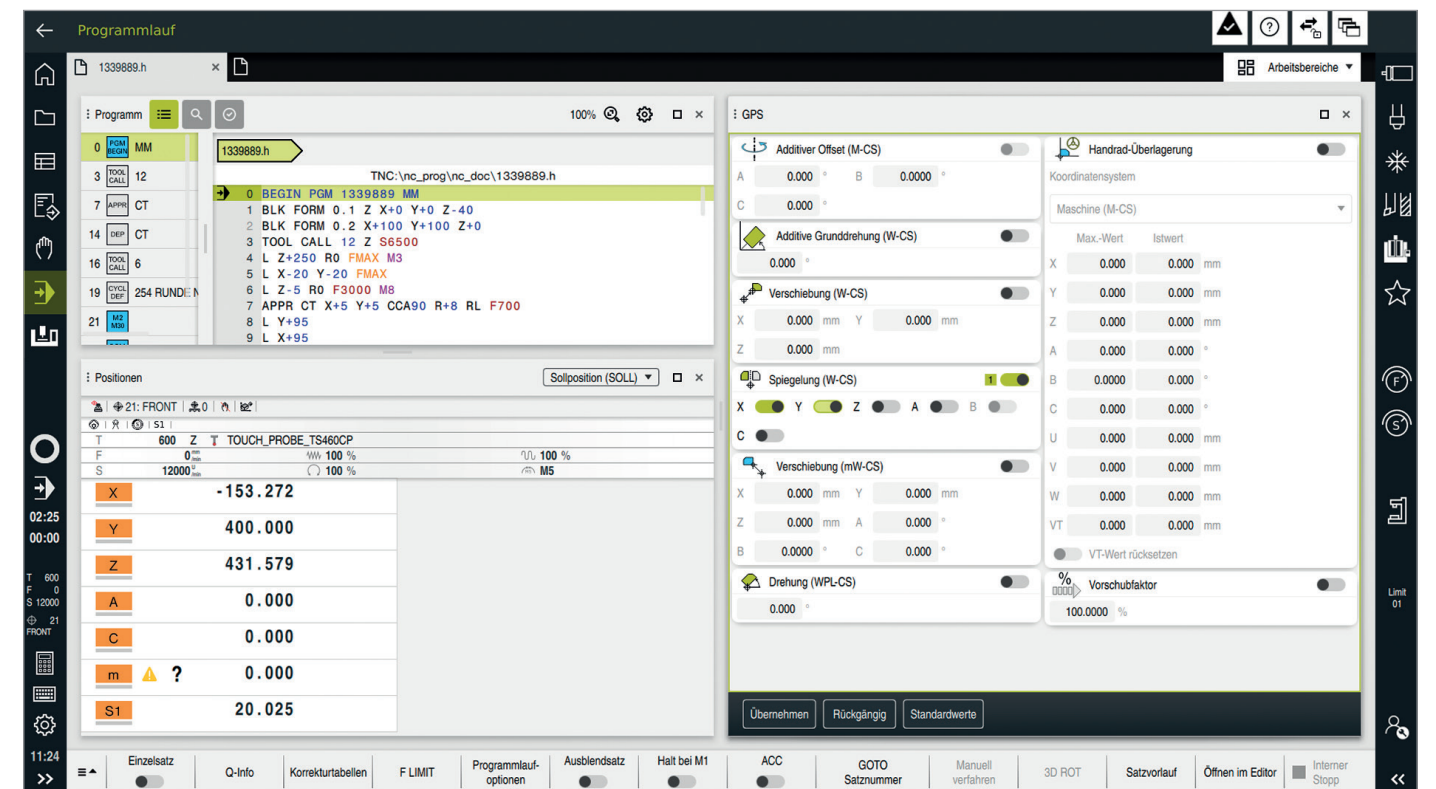 Programmlauf
1339889.h
Arbeitsbereiche
Programm
100%
0 PGM BEGIN MM
3 TOOL CALL 12
7 APPR CT
14 DEP CT
16 TOOL CALL 6
19 CYCL DEF 254 RUNDE N
21 M2 M30
1339889.h
TNC:\nc_prog\nc_doc\1339889.h
0 BEGIN PGM 1339889 MM
1 BLK FORM 0.1 Z X+0 Y+0 Z-40
2 BLK FORM 0.2 X+100 Y+100 Z+0
3 TOOL CALL 12 Z S6500
4 L Z+250 R0 FMAX M3
5 L X-20 Y-20 FMAX
6 L Z-5 R0 F3000 M8
7 APPR CT X+5 Y+5 CCA90 R+8 RL F700
8 L Y+95
9 L X+95
Positionen
Sollposition (SOLL)
21: FRONT 0
S1
T 600 Z T TOUCH_PROBE_TS460CP
F 0 mm/min 100 % 100 %
S 12000 100 % M5
X -153.272
Y 400.000
Z 431.579
A 0.000
C 0.000
m ? 0.000
S1 20.025
GPS
Additiver Offset (M-CS)
A 0.000 ° B 0.0000 °
C 0.000 °
Additive Grunddrehung (W-CS)
0.000 °
Verschiebung (W-CS)
X 0.000 mm Y 0.000 mm
Z 0.000 mm
Spiegelung (W-CS) 1
X Y Z A B
C
Verschiebung (mW-CS)
X 0.000 mm Y 0.000 mm
Z 0.000 mm A 0.000 °
B 0.0000 ° C 0.000 °
Drehung (WPL-CS)
0.000 °
Handrad-Überlagerung
Koordinatensystem
Maschine (M-CS)
Max.-Wert Istwert
X 0.000 0.000 mm
Y 0.000 0.000 mm
Z 0.000 0.000 mm
A 0.000 0.000 °
B 0.0000 0.000 °
C 0.000 0.000 °
U 0.000 0.000 mm
V 0.000 0.000 mm
W 0.000 0.000 mm
VT 0.000 0.000 mm
VT-Wert rücksetzen
% Vorschubfaktor
100.0000 %
Übernehmen Rückgängig Standardwerte
02:25
00:00
T 600
F 0
S 12000
21
FRONT
11:24
F
S
Limit
01
Einzelsatz
Q-Info
Korrekturtabellen
F LIMIT
Programmlauf-
optionen
Ausblendsatz
Halt bei M1
ACC
GOTO
Satznummer
Manuell
verfahren
3D ROT
Satzvorlauf
Öffnen im Editor
Interner
Stopp